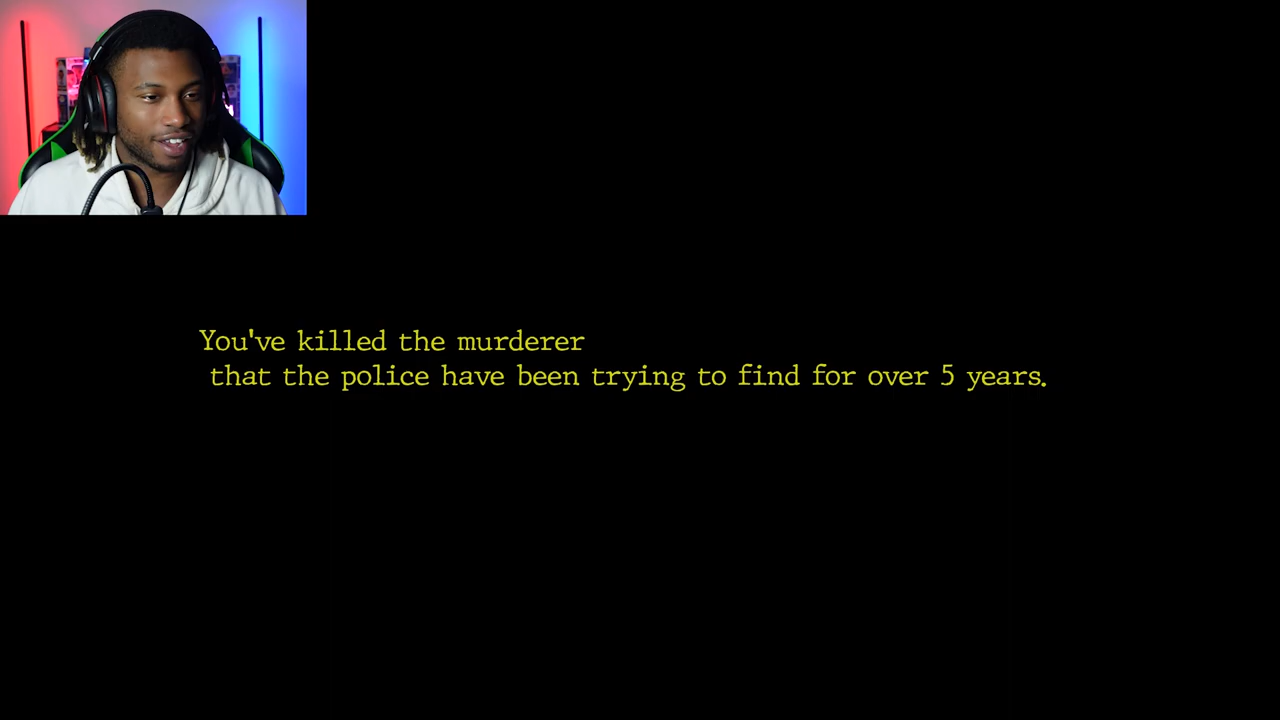 You've killed the murderer
that the police have been trying to find for over 5 years.